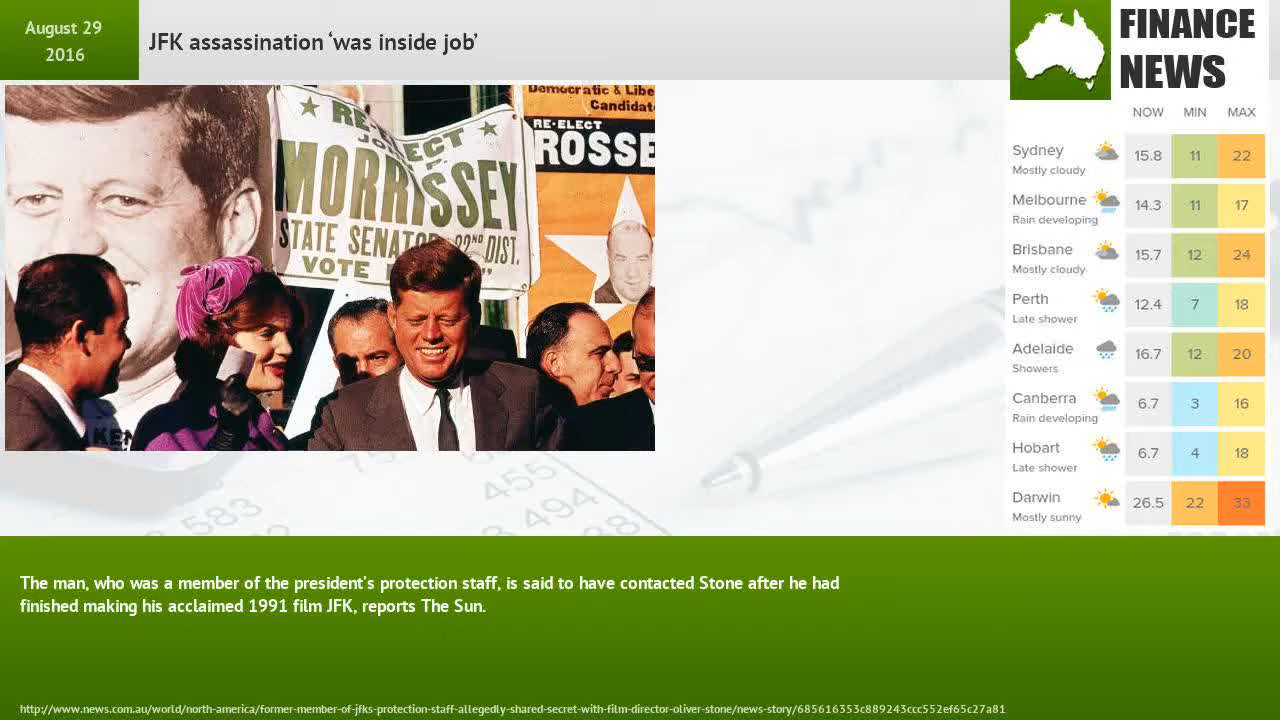 August 29
2016
JFK assassination ‘was inside job’
FINANCE
NEWS
NOW MIN MAX
Sydney
Mostly cloudy
15.8 11 22
Melbourne
Rain developing
14.3 11 17
Brisbane
Mostly cloudy
15.7 12 24
Perth
Late shower
12.4 7 18
Adelaide
Showers
16.7 12 20
Canberra
Rain developing
6.7 3 16
Hobart
Late shower
6.7 4 18
Darwin
Mostly sunny
26.5 22 33
Democratic & Libe
Candidat
RE-ELECT
ROSSE
RE ELECT
MORRISSEY
STATE SENATOR 22ND DIST.
VOTE
KEN
583
455
494
38
The man, who was a member of the president’s protection staff, is said to have contacted Stone after he had
finished making his acclaimed 1991 film JFK, reports The Sun.
http://www.news.com.au/world/north-america/former-member-of-jfks-protection-staff-allegedly-shared-secret-with-film-director-oliver-stone/news-story/685616353c889243ccc552ef65c27a81